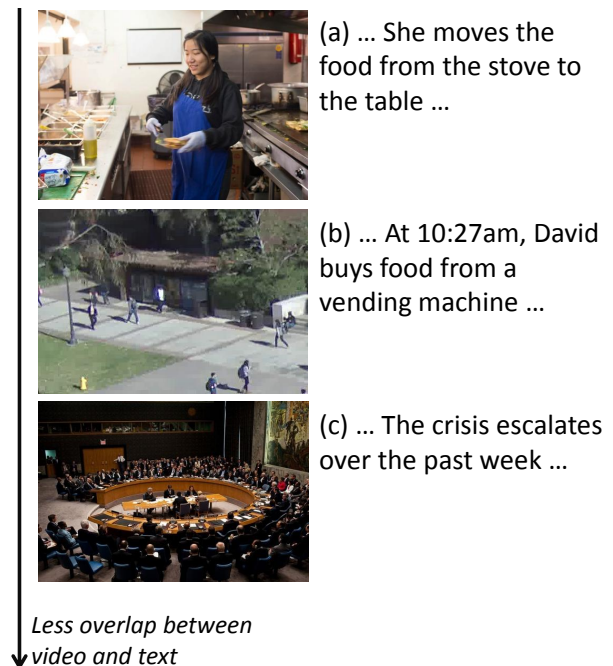 (a) ... She moves the
food from the stove to
the table ...
(b) ... At 10:27am, David
buys food from a
vending machine ...
(c) ... The crisis escalates
over the past week ...
Less overlap between
video and text